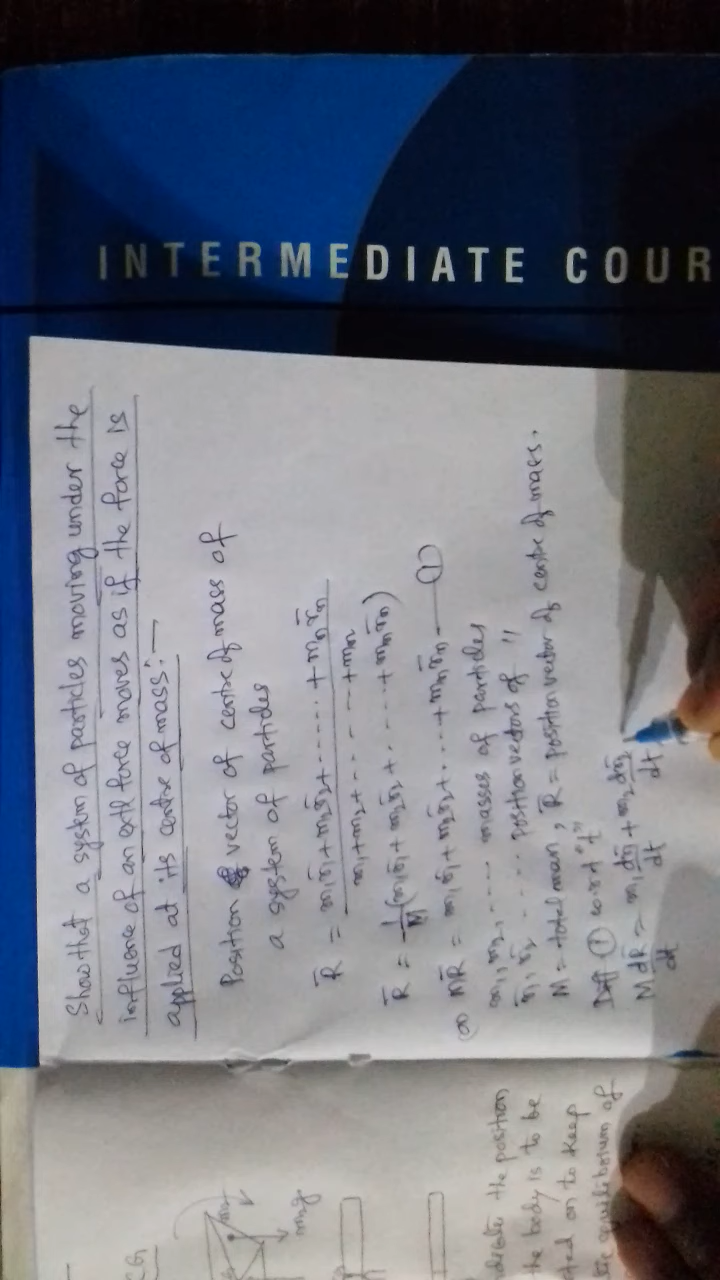 INTERMEDIATE COUR
Show that a system of particles moving under the
influence of an extl force moves as if the force is
applied at its centre of mass:—
Position vector of centre of mass of
a system of particles
R̄ = m₁r̄₁+m₂r̄₂+.....+mₙr̄ₙ
m₁+m₂+.....+mₙ
R̄ = 1/M (m₁r̄₁+m₂r̄₂+.....+mₙr̄ₙ)
(or) MR̄ = m₁r̄₁+m₂r̄₂+...+mₙr̄ₙ —①
m₁, m₂, ---- masses of particles
r̄₁, r̄₂ ----- position vectors of "
M = total mass, R̄ = position vector of centre of mass.
Diff ① w.r.t "t"
M dR̄/dt = m₁ dr̄₁/dt + m₂ dr̄₂/dt
CG
mg
the position
the body is to be
on to keep
equilibrium of